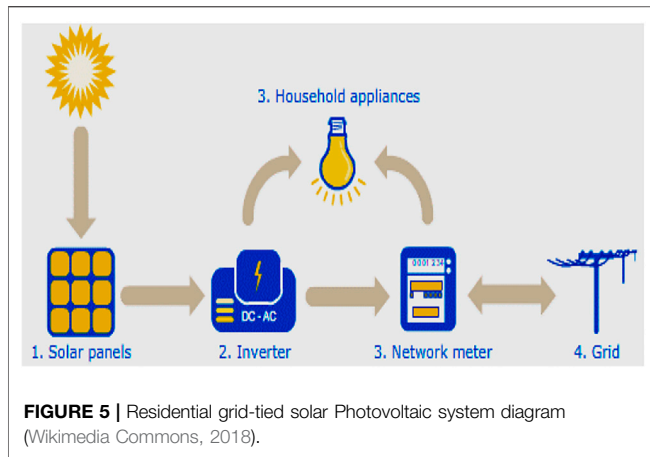 3. Household appliances
0001 234
DC - AC
1. Solar panels
2. Inverter
3. Network meter
4. Grid
FIGURE 5 | Residential grid-tied solar Photovoltaic system diagram
(Wikimedia Commons, 2018).